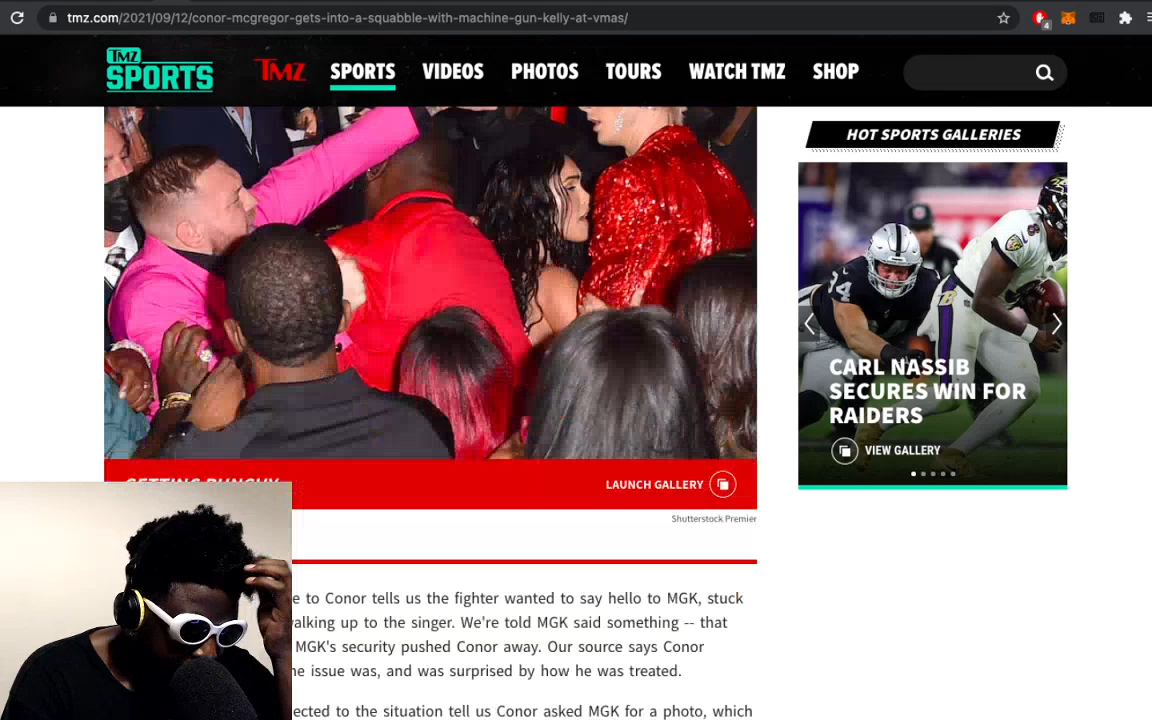 tmz.com/2021/09/12/conor-mcgregor-gets-into-a-squabble-with-machine-gun-kelly-at-vmas/
4
TMZ
SPORTS
TMZ SPORTS VIDEOS PHOTOS TOURS WATCH TMZ SHOP
HOT SPORTS GALLERIES
34
8
CARL NASSIB
SECURES WIN FOR
RAIDERS
VIEW GALLERY
LAUNCH GALLERY
Shutterstock Premier
to Conor tells us the fighter wanted to say hello to MGK, stuck
up to the singer. We're told MGK said something -- that
MGK's security pushed Conor away. Our source says Conor
issue was, and was surprised by how he was treated.
to the situation tell us Conor asked MGK for a photo, which